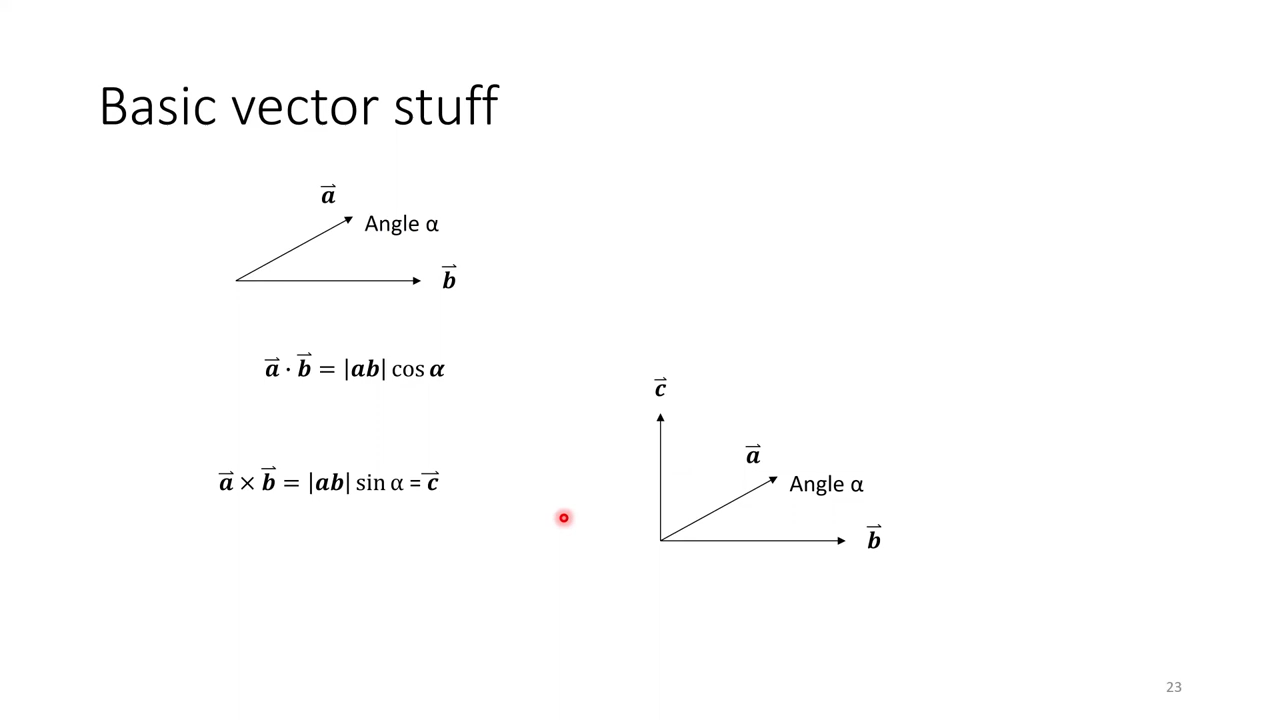 Basic vector stuff
a⃗
Angle α
b⃗
a⃗ · b⃗ = |ab| cos α
a⃗ × b⃗ = |ab| sin α = c⃗
c⃗
a⃗
Angle α
b⃗
23